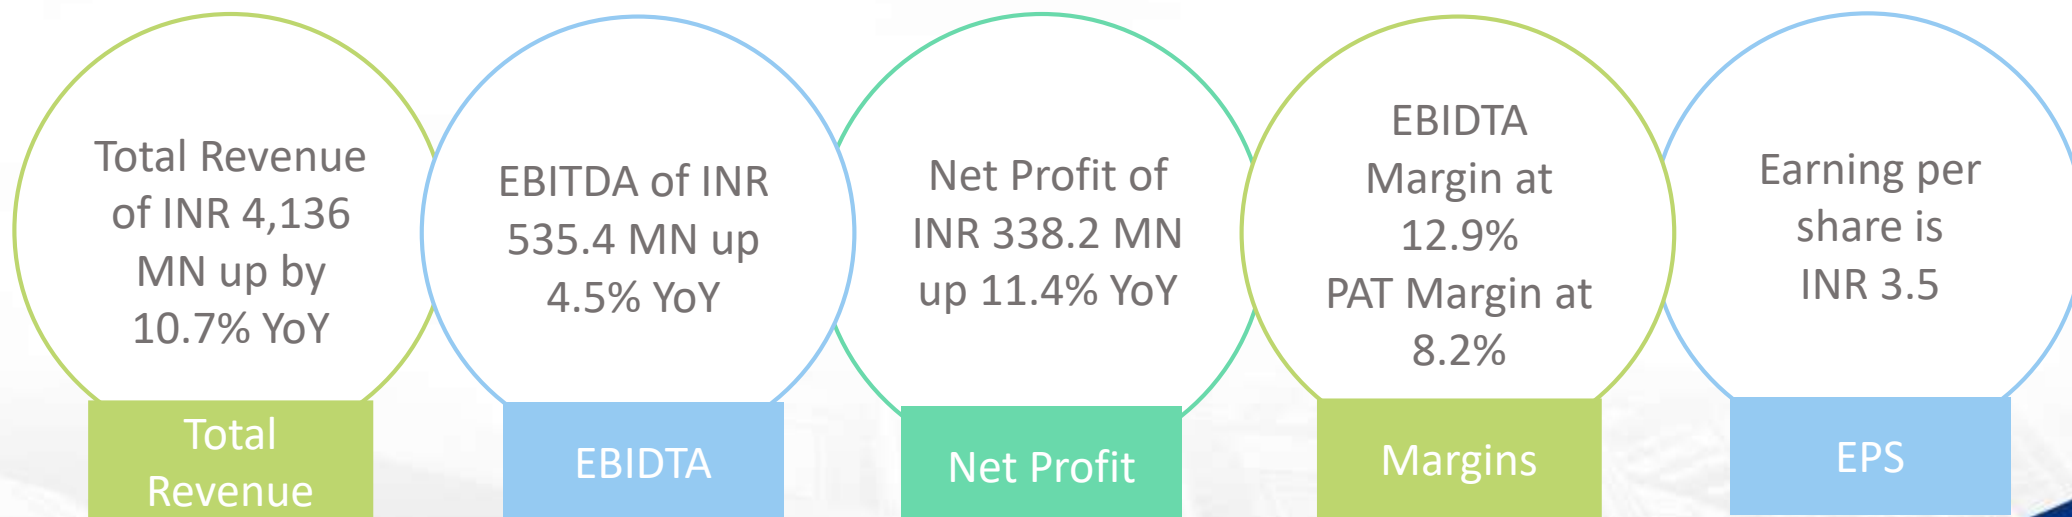 Total Revenue
of INR 4,136
MN up by
10.7% YoY
Total
Revenue
EBITDA of INR
535.4 MN up
4.5% YoY
EBIDTA
Net Profit of
INR 338.2 MN
up 11.4% YoY
Net Profit
EBIDTA
Margin at
12.9%
PAT Margin at
8.2%
Margins
Earning per
share is
INR 3.5
EPS